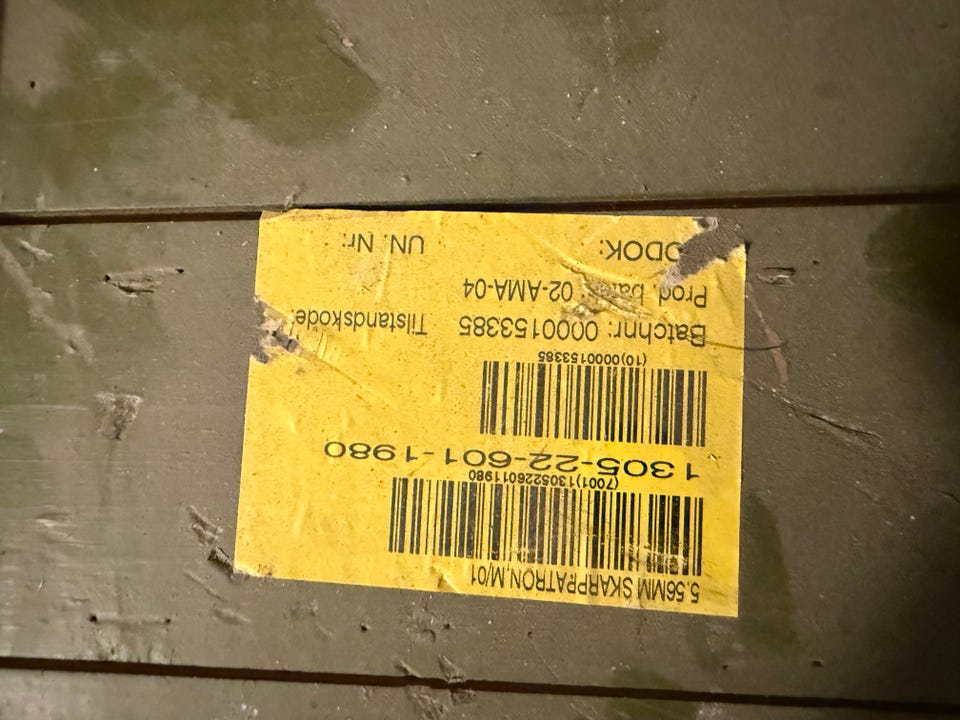 5.56MM SKARPPATRON,M/01
(7001)1305226011980
1305-22-601-1980
(10)0000153385
Batchnr: 0000153385 Tilstandskode:
Prod. 02-AMA-04
UN. Nr: